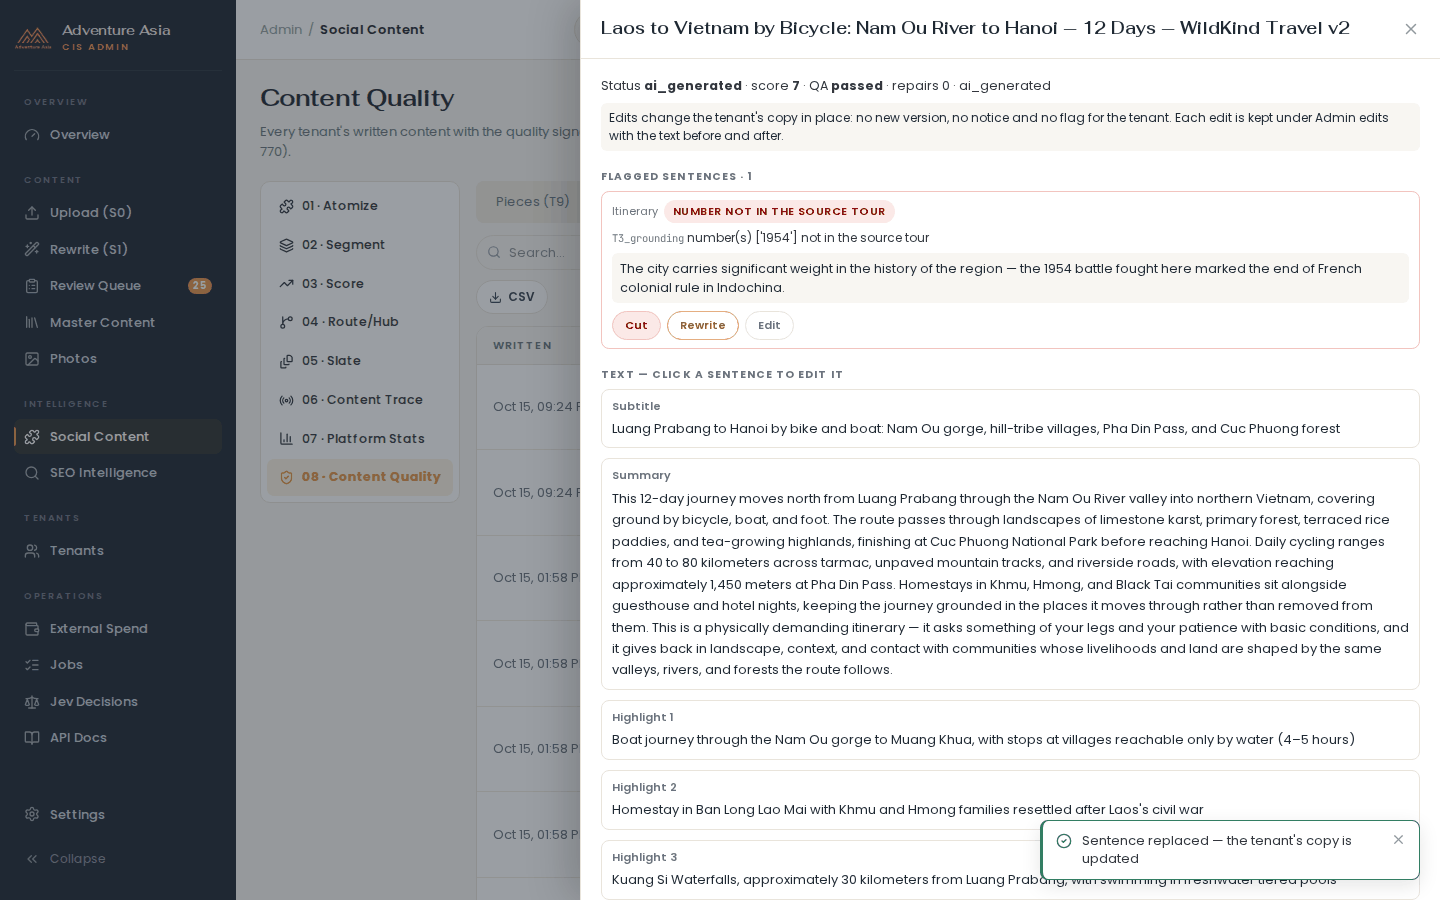 Adventure Asia
CIS ADMIN
OVERVIEW
Overview
CONTENT
Upload (S0)
Rewrite (S1)
Review Queue
25
Master Content
Photos
INTELLIGENCE
Social Content
SEO Intelligence
TENANTS
Tenants
OPERATIONS
External Spend
Jobs
Jev Decisions
API Docs
Settings
Collapse
Admin / Social Content
Content Quality
Every tenant's written content with the quality sign
770).
01 · Atomize
02 · Segment
03 · Score
04 · Route/Hub
05 · Slate
06 · Content Trace
07 · Platform Stats
08 · Content Quality
Pieces (T9)
Search...
CSV
WRITTEN
Oct 15, 09:24 P
Oct 15, 09:24 P
Oct 15, 01:58 P
Oct 15, 01:58 P
Oct 15, 01:58 P
Oct 15, 01:58 P
Laos to Vietnam by Bicycle: Nam Ou River to Hanoi — 12 Days — WildKind Travel v2
Status ai_generated · score 7 · QA passed · repairs 0 · ai_generated
Edits change the tenant's copy in place: no new version, no notice and no flag for the tenant. Each edit is kept under Admin edits
with the text before and after.
FLAGGED SENTENCES · 1
Itinerary NUMBER NOT IN THE SOURCE TOUR
T3_grounding number(s) ['1954'] not in the source tour
The city carries significant weight in the history of the region — the 1954 battle fought here marked the end of French
colonial rule in Indochina.
Cut Rewrite Edit
TEXT — CLICK A SENTENCE TO EDIT IT
Subtitle
Luang Prabang to Hanoi by bike and boat: Nam Ou gorge, hill-tribe villages, Pha Din Pass, and Cuc Phuong forest
Summary
This 12-day journey moves north from Luang Prabang through the Nam Ou River valley into northern Vietnam, covering
ground by bicycle, boat, and foot. The route passes through landscapes of limestone karst, primary forest, terraced rice
paddies, and tea-growing highlands, finishing at Cuc Phuong National Park before reaching Hanoi. Daily cycling ranges
from 40 to 80 kilometers across tarmac, unpaved mountain tracks, and riverside roads, with elevation reaching
approximately 1,450 meters at Pha Din Pass. Homestays in Khmu, Hmong, and Black Tai communities sit alongside
guesthouse and hotel nights, keeping the journey grounded in the places it moves through rather than removed from
them. This is a physically demanding itinerary — it asks something of your legs and your patience with basic conditions, and
it gives back in landscape, context, and contact with communities whose livelihoods and land are shaped by the same
valleys, rivers, and forests the route follows.
Highlight 1
Boat journey through the Nam Ou gorge to Muang Khua, with stops at villages reachable only by water (4–5 hours)
Highlight 2
Homestay in Ban Long Lao Mai with Khmu and Hmong families resettled after Laos's civil war
Highlight 3
Kuang Si Waterfalls, approximately 30 kilometers from Luang Prabang, with swimming in freshwater tiered pools
Sentence replaced — the tenant's copy is
updated